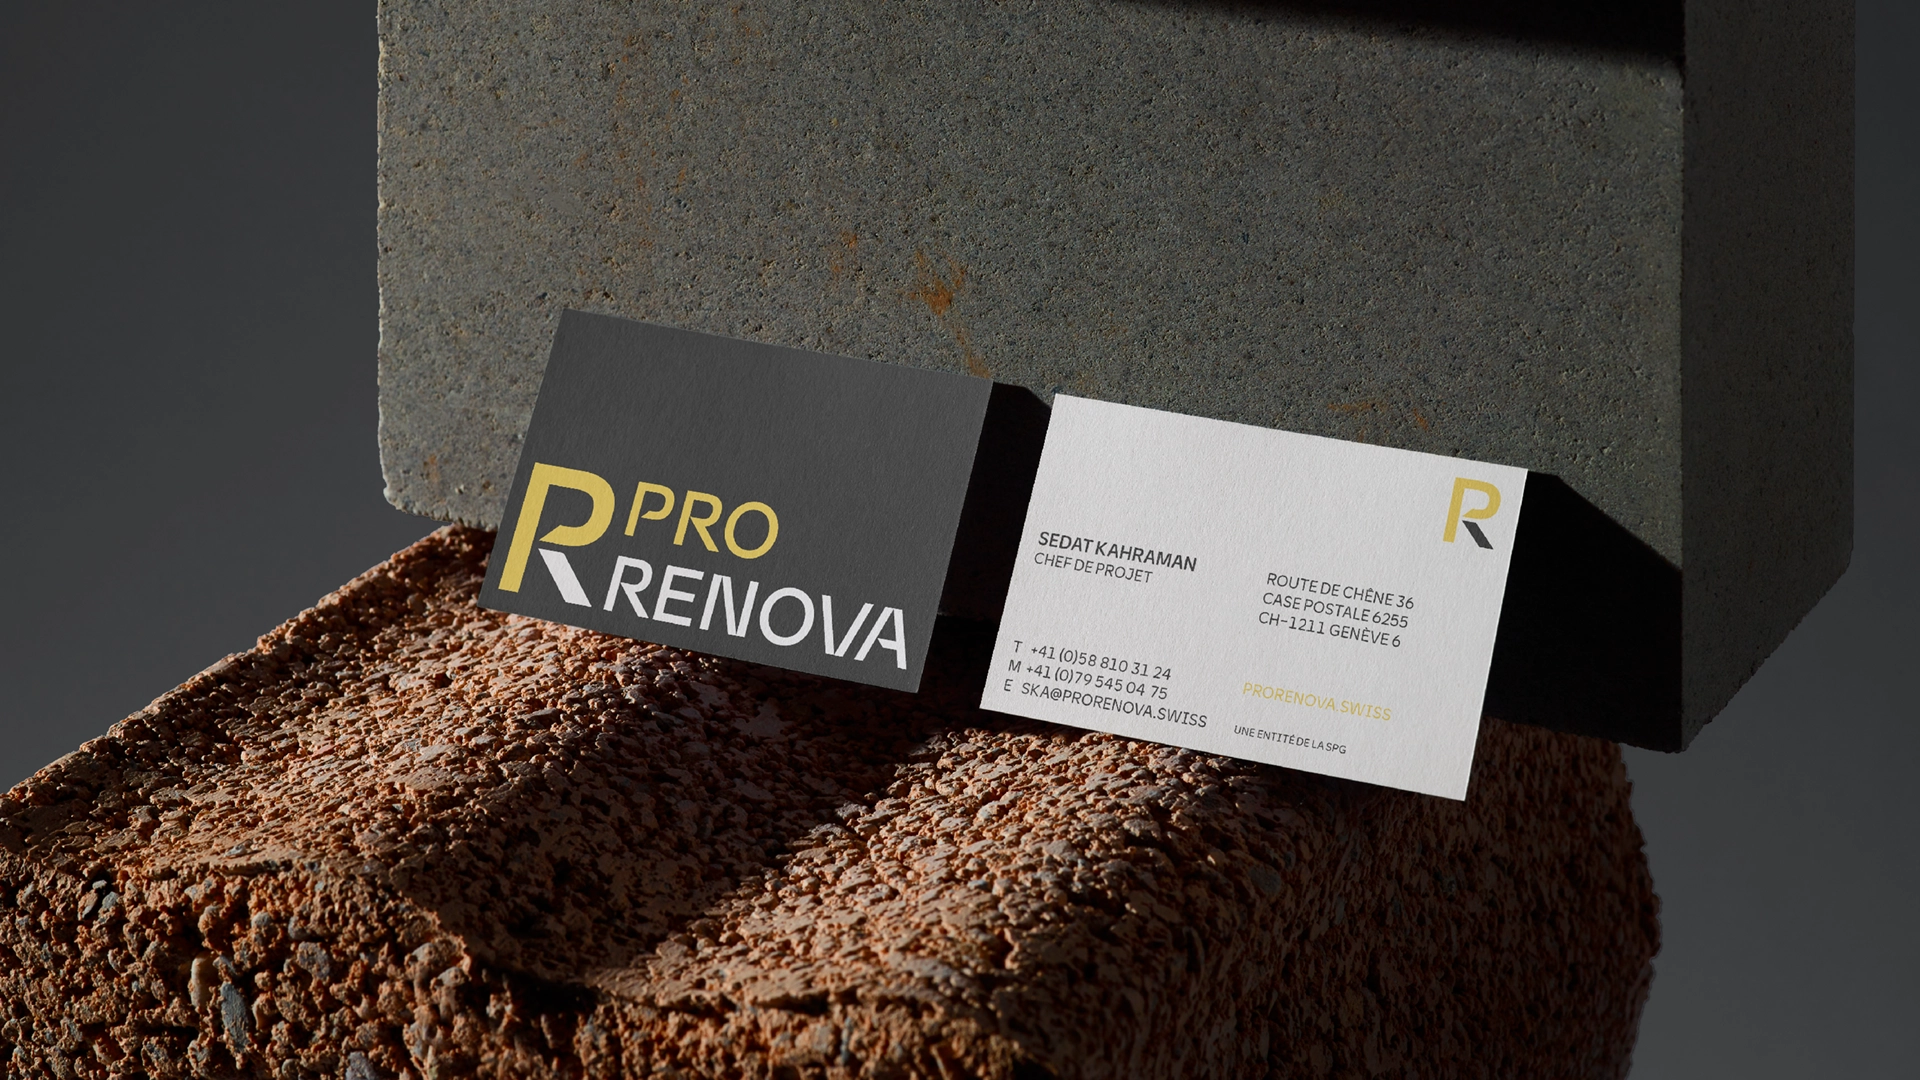 PRO
RENOVA
R
SEDAT KAHRAMAN
CHEF DE PROJET
ROUTE DE CHÊNE 36
CASE POSTALE 6255
CH-1211 GENÈVE 6
T +41 (0)58 810 31 24
M +41 (0)79 545 04 75
E SKA@PRORENOVA.SWISS
PRORENOVA.SWISS
UNE ENTITÉ DE LA SPG